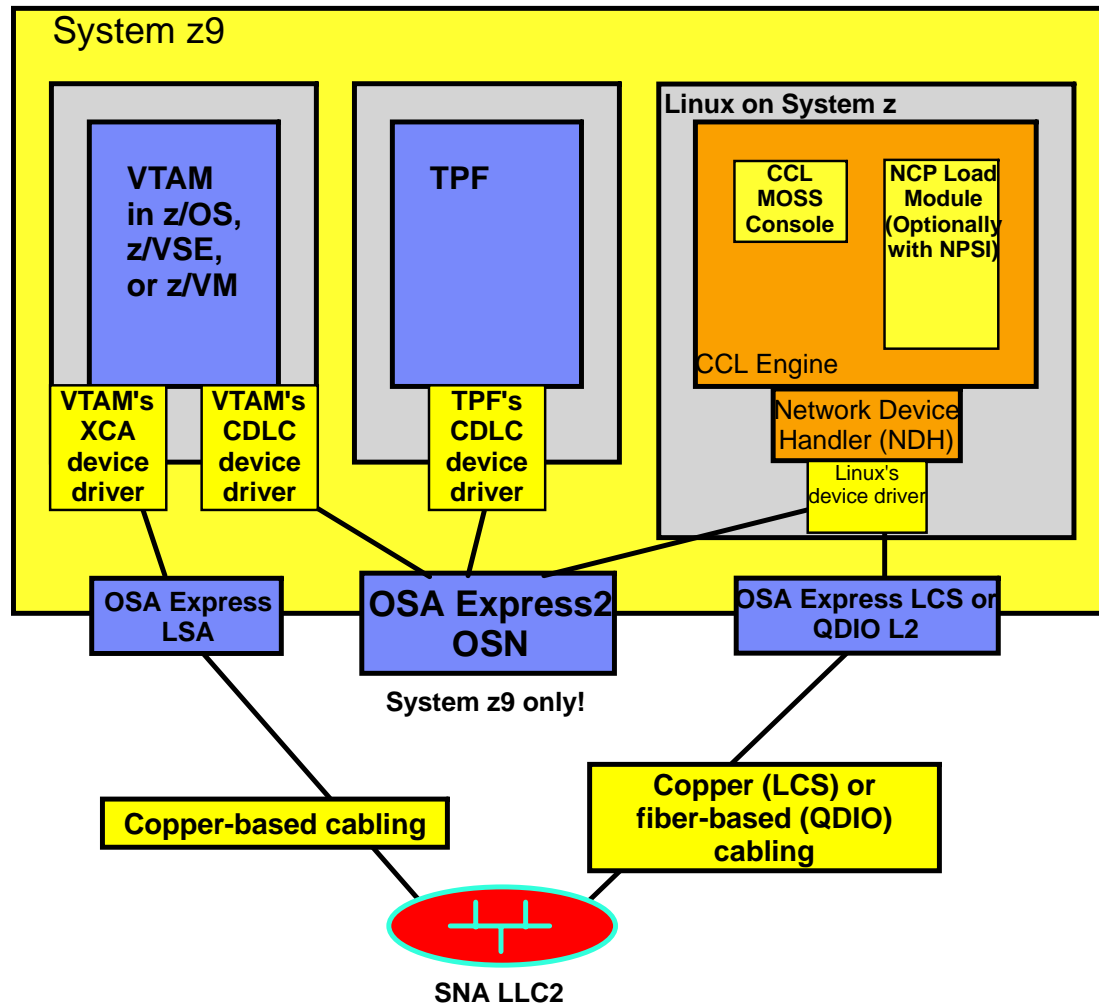 System z9
VTAM
in z/OS,
z/VSE,
or z/VM
TPF
Linux on System z
CCL
MOSS
Console
NCP Load
Module
(Optionally
with NPSI)
CCL Engine
VTAM's
XCA
device
driver
VTAM's
CDLC
device
driver
TPF's
CDLC
device
driver
Network Device
Handler (NDH)
Linux's
device driver
OSA Express
LSA
OSA Express2
OSN
OSA Express LCS or
QDIO L2
System z9 only!
Copper-based cabling
Copper (LCS) or
fiber-based (QDIO)
cabling
SNA LLC2